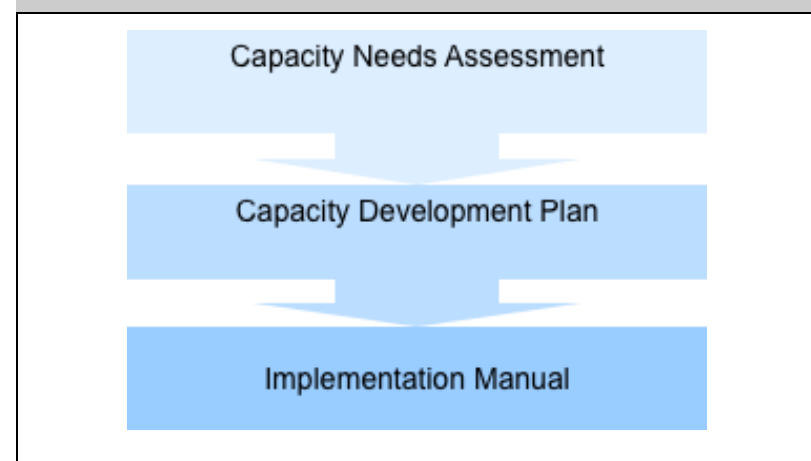 Capacity Needs Assessment
Capacity Development Plan
Implementation Manual